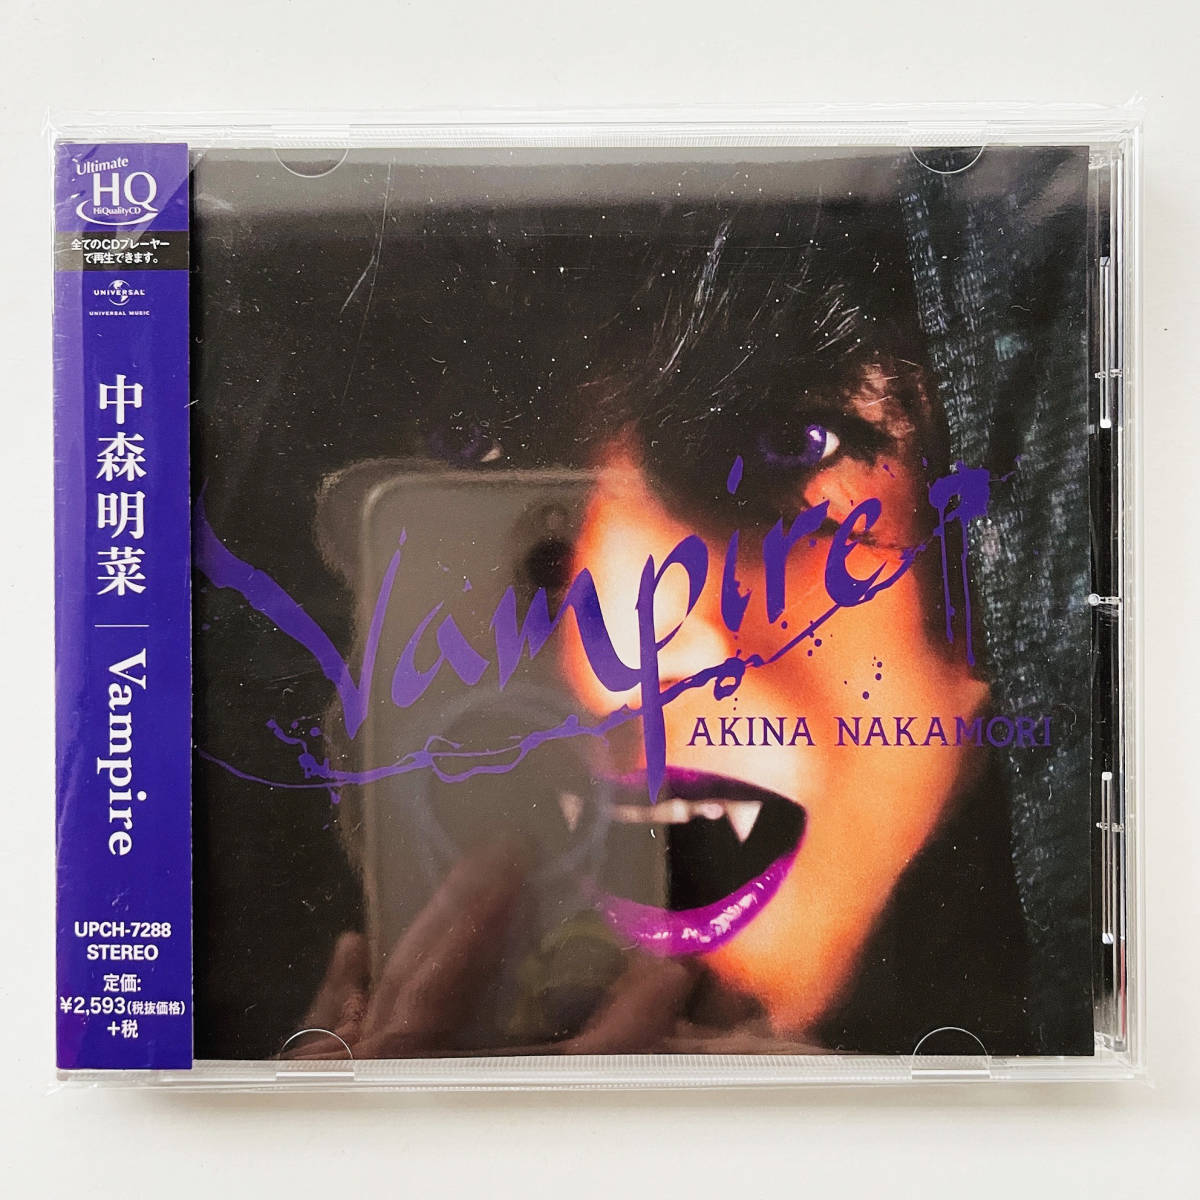 Ultimate
HQ
HiQualityCD
全てのCDプレーヤー
で再生できます。
UNIVERSAL
UNIVERSAL MUSIC
中森明菜 | Vampire
UPCH-7288
STEREO
定価:
¥2,593(税抜価格)
+税
Vampire
AKINA NAKAMORI